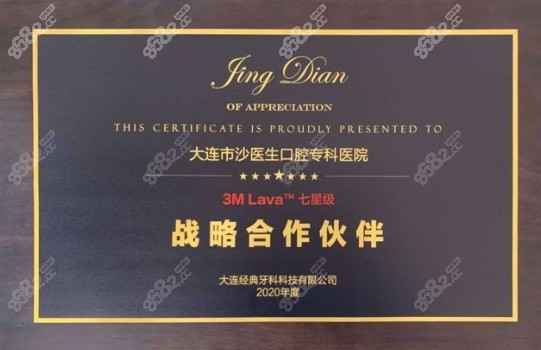 Jing Dian
OF APPRECIATION
THIS CERTIFICATE IS PROUDLY PRESENTED TO
大连市沙医生口腔专科医院
3M Lava™ 七星级
战略合作伙伴
大连经典牙科科技有限公司
2020年度